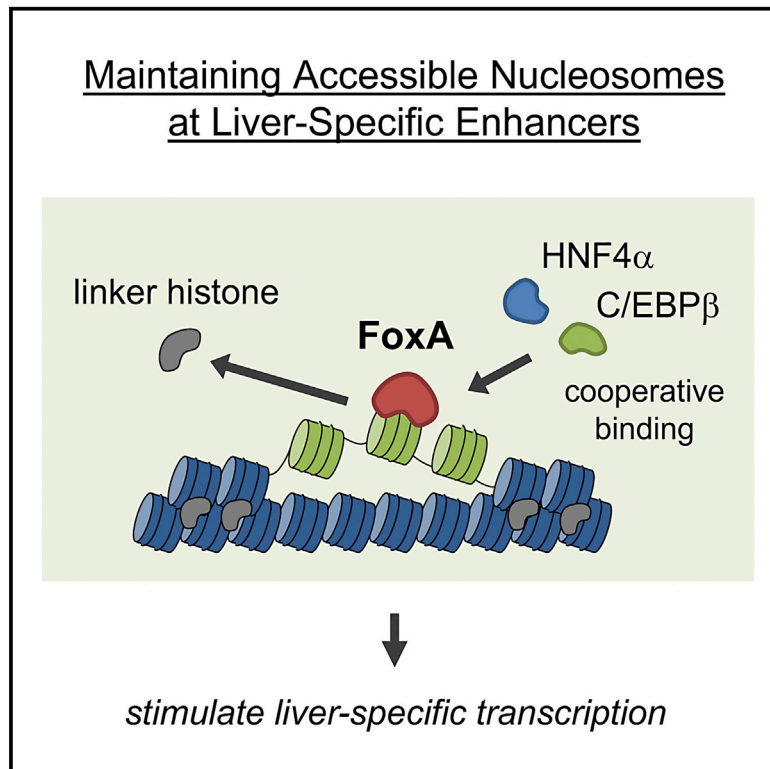 Maintaining Accessible Nucleosomes
at Liver-Specific Enhancers
HNF4α
linker histone
C/EBPβ
FoxA
cooperative
binding
stimulate liver-specific transcription